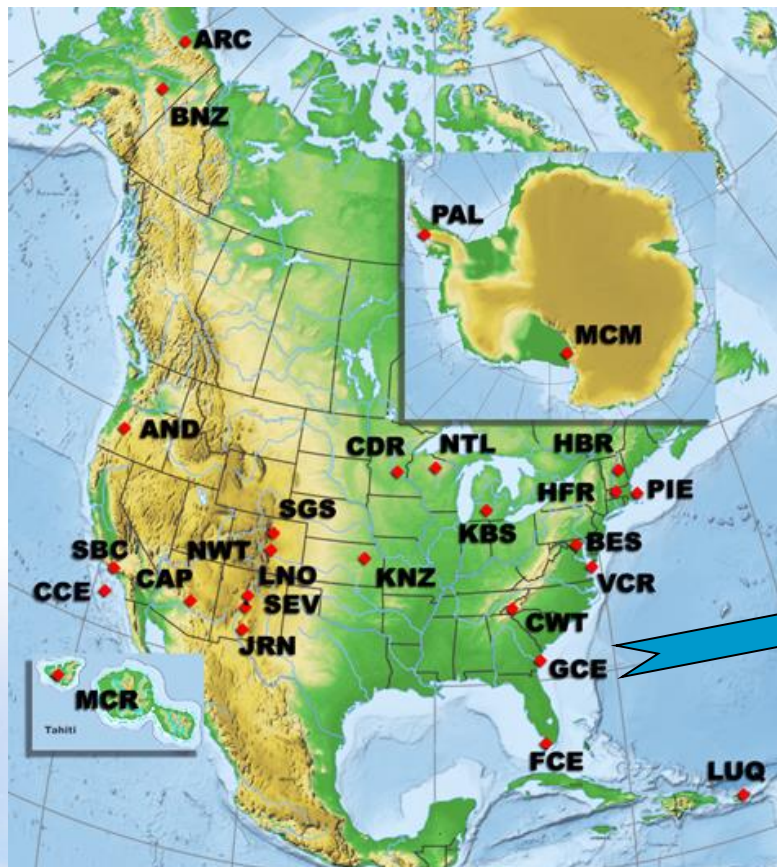 ARC
BNZ
PAL
MCM
AND
CDR
NTL
HBR
HFR
PIE
SGS
KBS
NWT
BES
SBC
LNO
KNZ
VCR
CCE
CAP
SEV
CWT
JRN
GCE
MCR
Tahiti
FCE
LUQ